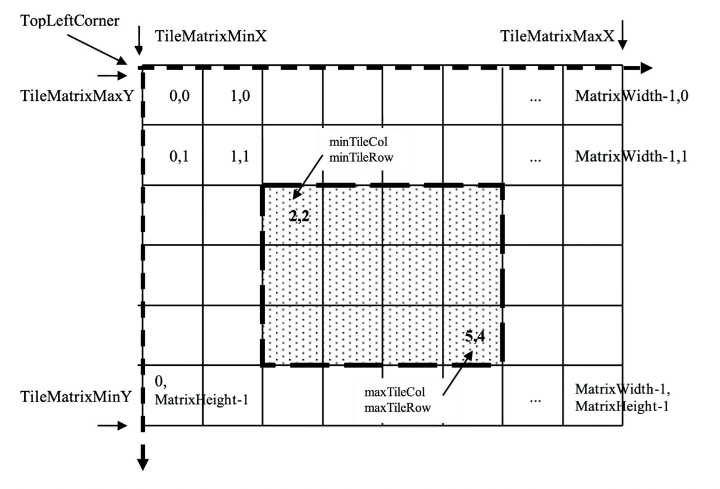 TopLeftCorner
TileMatrixMinX
TileMatrixMaxX
TileMatrixMaxY
0,0
1,0
...
MatrixWidth-1,0
0,1
1,1
minTileCol
minTileRow
...
MatrixWidth-1,1
2,2
5,4
TileMatrixMinY
0,
MatrixHeight-1
maxTileCol
maxTileRow
...
MatrixWidth-1,
MatrixHeight-1